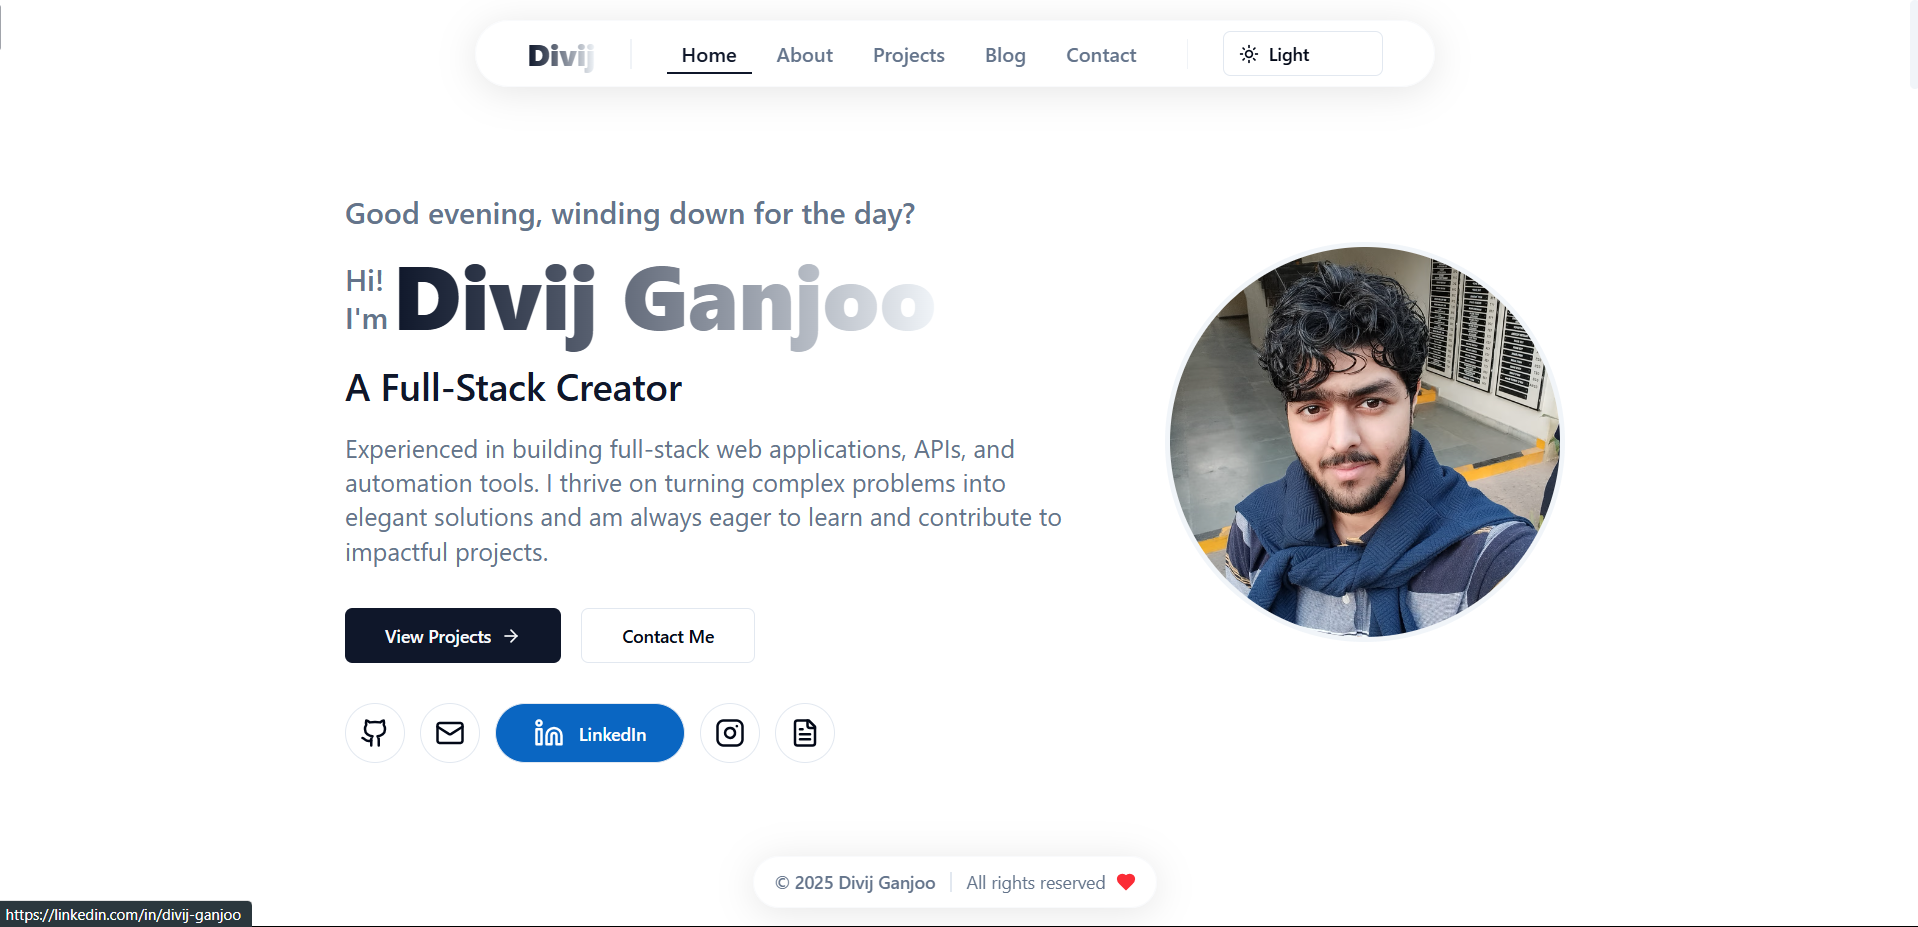 Divij
Home
About
Projects
Blog
Contact
Light
Good evening, winding down for the day?
Hi!
I'm
Divij Ganjoo
A Full-Stack Creator
Experienced in building full-stack web applications, APIs, and
automation tools. I thrive on turning complex problems into
elegant solutions and am always eager to learn and contribute to
impactful projects.
View Projects
Contact Me
LinkedIn
© 2025 Divij Ganjoo
All rights reserved
https://linkedin.com/in/divij-ganjoo